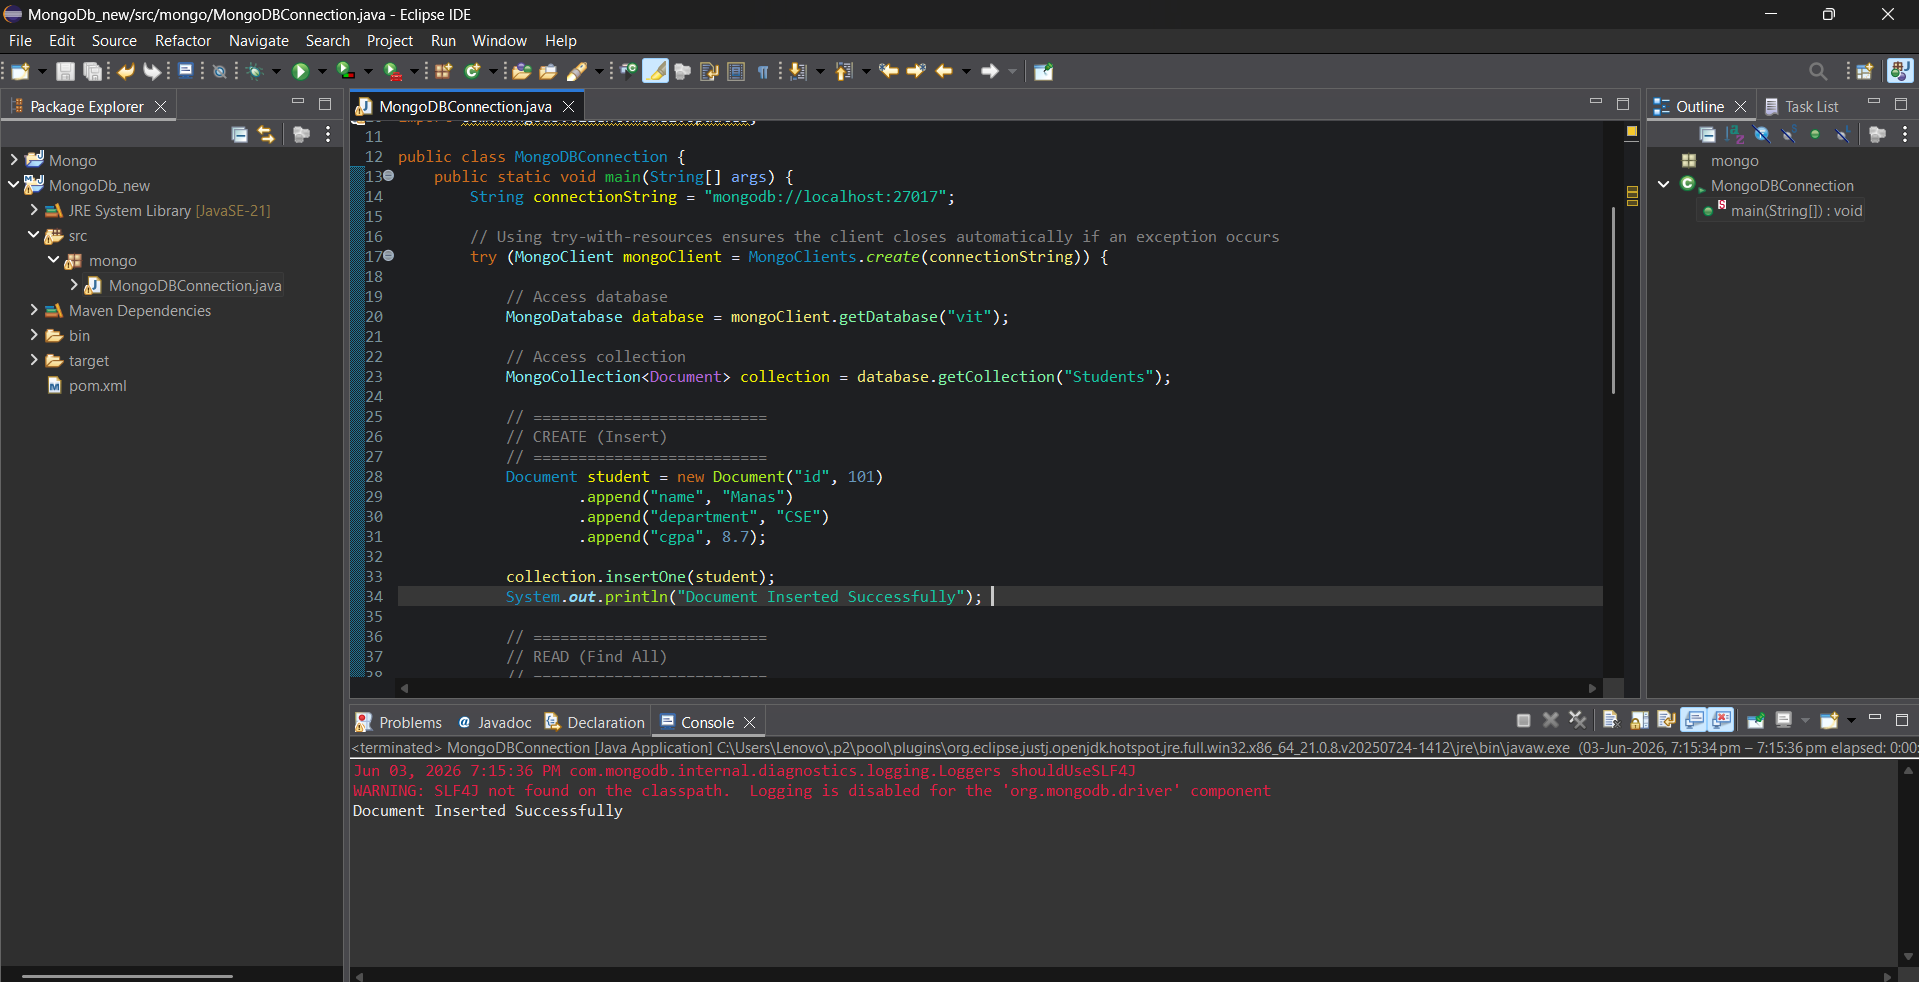 MongoDb_new/src/mongo/MongoDBConnection.java - Eclipse IDE
File Edit Source Refactor Navigate Search Project Run Window Help
Package Explorer
Mongo
MongoDb_new
JRE System Library [JavaSE-21]
src
mongo
MongoDBConnection.java
Maven Dependencies
bin
target
pom.xml
MongoDBConnection.java
11
12 public class MongoDBConnection {
13 public static void main(String[] args) {
14 String connectionString = "mongodb://localhost:27017";
15
16 // Using try-with-resources ensures the client closes automatically if an exception occurs
17 try (MongoClient mongoClient = MongoClients.create(connectionString)) {
18
19 // Access database
20 MongoDatabase database = mongoClient.getDatabase("vit");
21
22 // Access collection
23 MongoCollection<Document> collection = database.getCollection("Students");
24
25 // ==========================
26 // CREATE (Insert)
27 // ==========================
28 Document student = new Document("id", 101)
29 .append("name", "Manas")
30 .append("department", "CSE")
31 .append("cgpa", 8.7);
32
33 collection.insertOne(student);
34 System.out.println("Document Inserted Successfully");
35
36 // ==========================
37 // READ (Find All)
38 // ==========================
Outline Task List
mongo
MongoDBConnection
main(String[]) : void
Problems Javadoc Declaration Console
<terminated> MongoDBConnection [Java Application] C:\Users\Lenovo\.p2\pool\plugins\org.eclipse.justj.openjdk.hotspot.jre.full.win32.x86_64_21.0.8.v20250724-1412\jre\bin\javaw.exe (03-Jun-2026, 7:15:34 pm – 7:15:36 pm elapsed: 0:00:
Jun 03, 2026 7:15:36 PM com.mongodb.internal.diagnostics.logging.Loggers shouldUseSLF4J
WARNING: SLF4J not found on the classpath. Logging is disabled for the 'org.mongodb.driver' component
Document Inserted Successfully